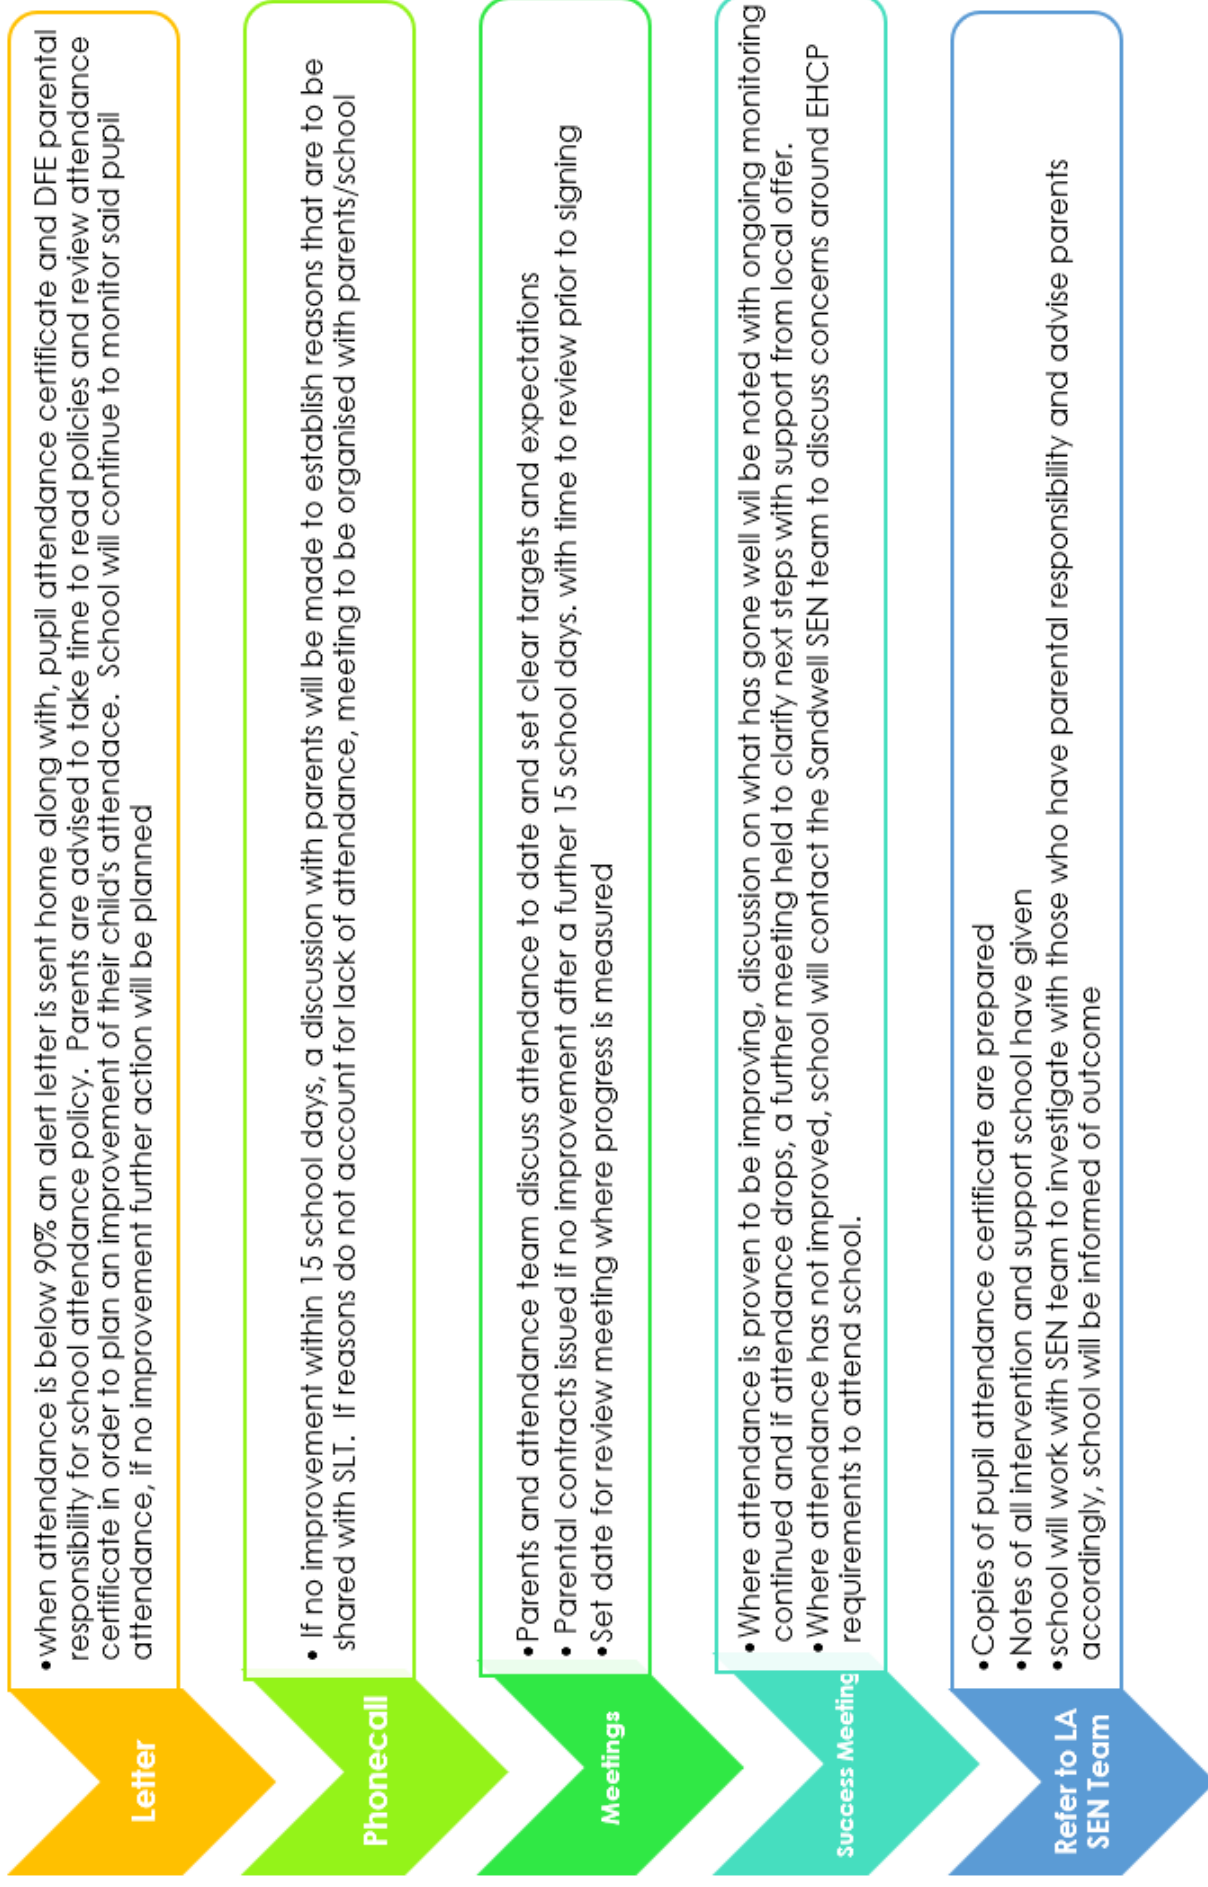 Letter
•when attendance is below 90% an alert letter is sent home along with, pupil attendance certificate and DFE parental
responsibility for school attendance policy. Parents are advised to take time to read policies and review attendance
certificate in order to plan an improvement of their child's attendace. School will continue to monitor said pupil
attendance, if no improvement further action will be planned
Phonecall
• If no improvement within 15 school days, a discussion with parents will be made to establish reasons that are to be
shared with SLT. If reasons do not account for lack of attendance, meeting to be organised with parents/school
Meetings
•Parents and attendance team discuss attendance to date and set clear targets and expectations
• Parental contracts issued if no improvement after a further 15 school days. with time to review prior to signing
•Set date for review meeting where progress is measured
Success Meeting
•Where attendance is proven to be improving, discussion on what has gone well wil be noted with ongoing monitoring
continued and if attendance drops, a further meeting held to clarify next steps with support from local offer.
•Where attendance has not improved, school will contact the Sandwell SEN team to discuss concerns around EHCP
requirements to attend school.
Refer to LA
SEN Team
•Copies of pupil attendance certificate are prepared
•Notes of all intervention and support school have given
•school will work with SEN team to investigate with those who have parental responsibility and advise parents
accordingly, school will be informed of outcome